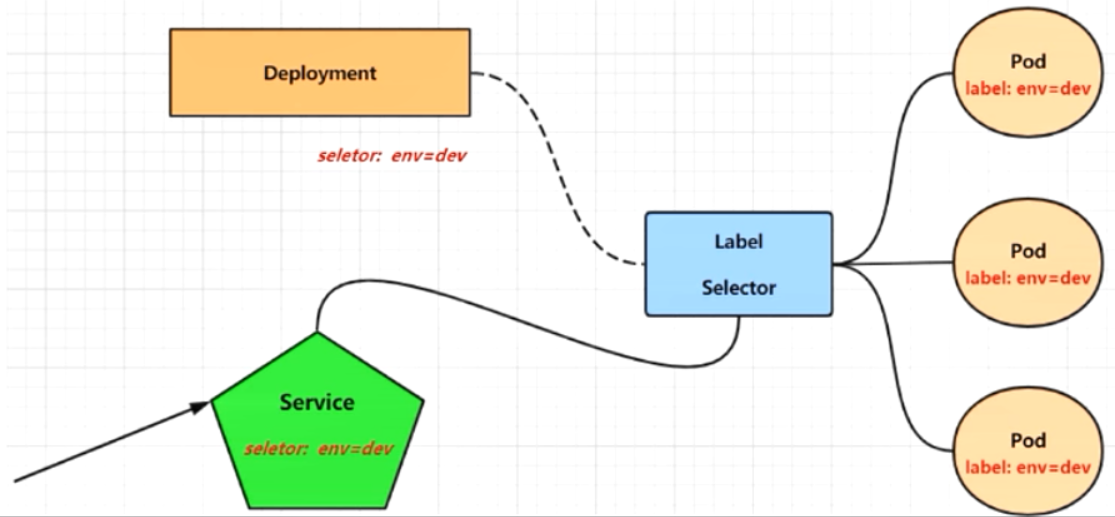 Deployment
seletor: env=dev
Label
Selector
Service
seletor: env=dev
Pod
label: env=dev
Pod
label: env=dev
Pod
label: env=dev